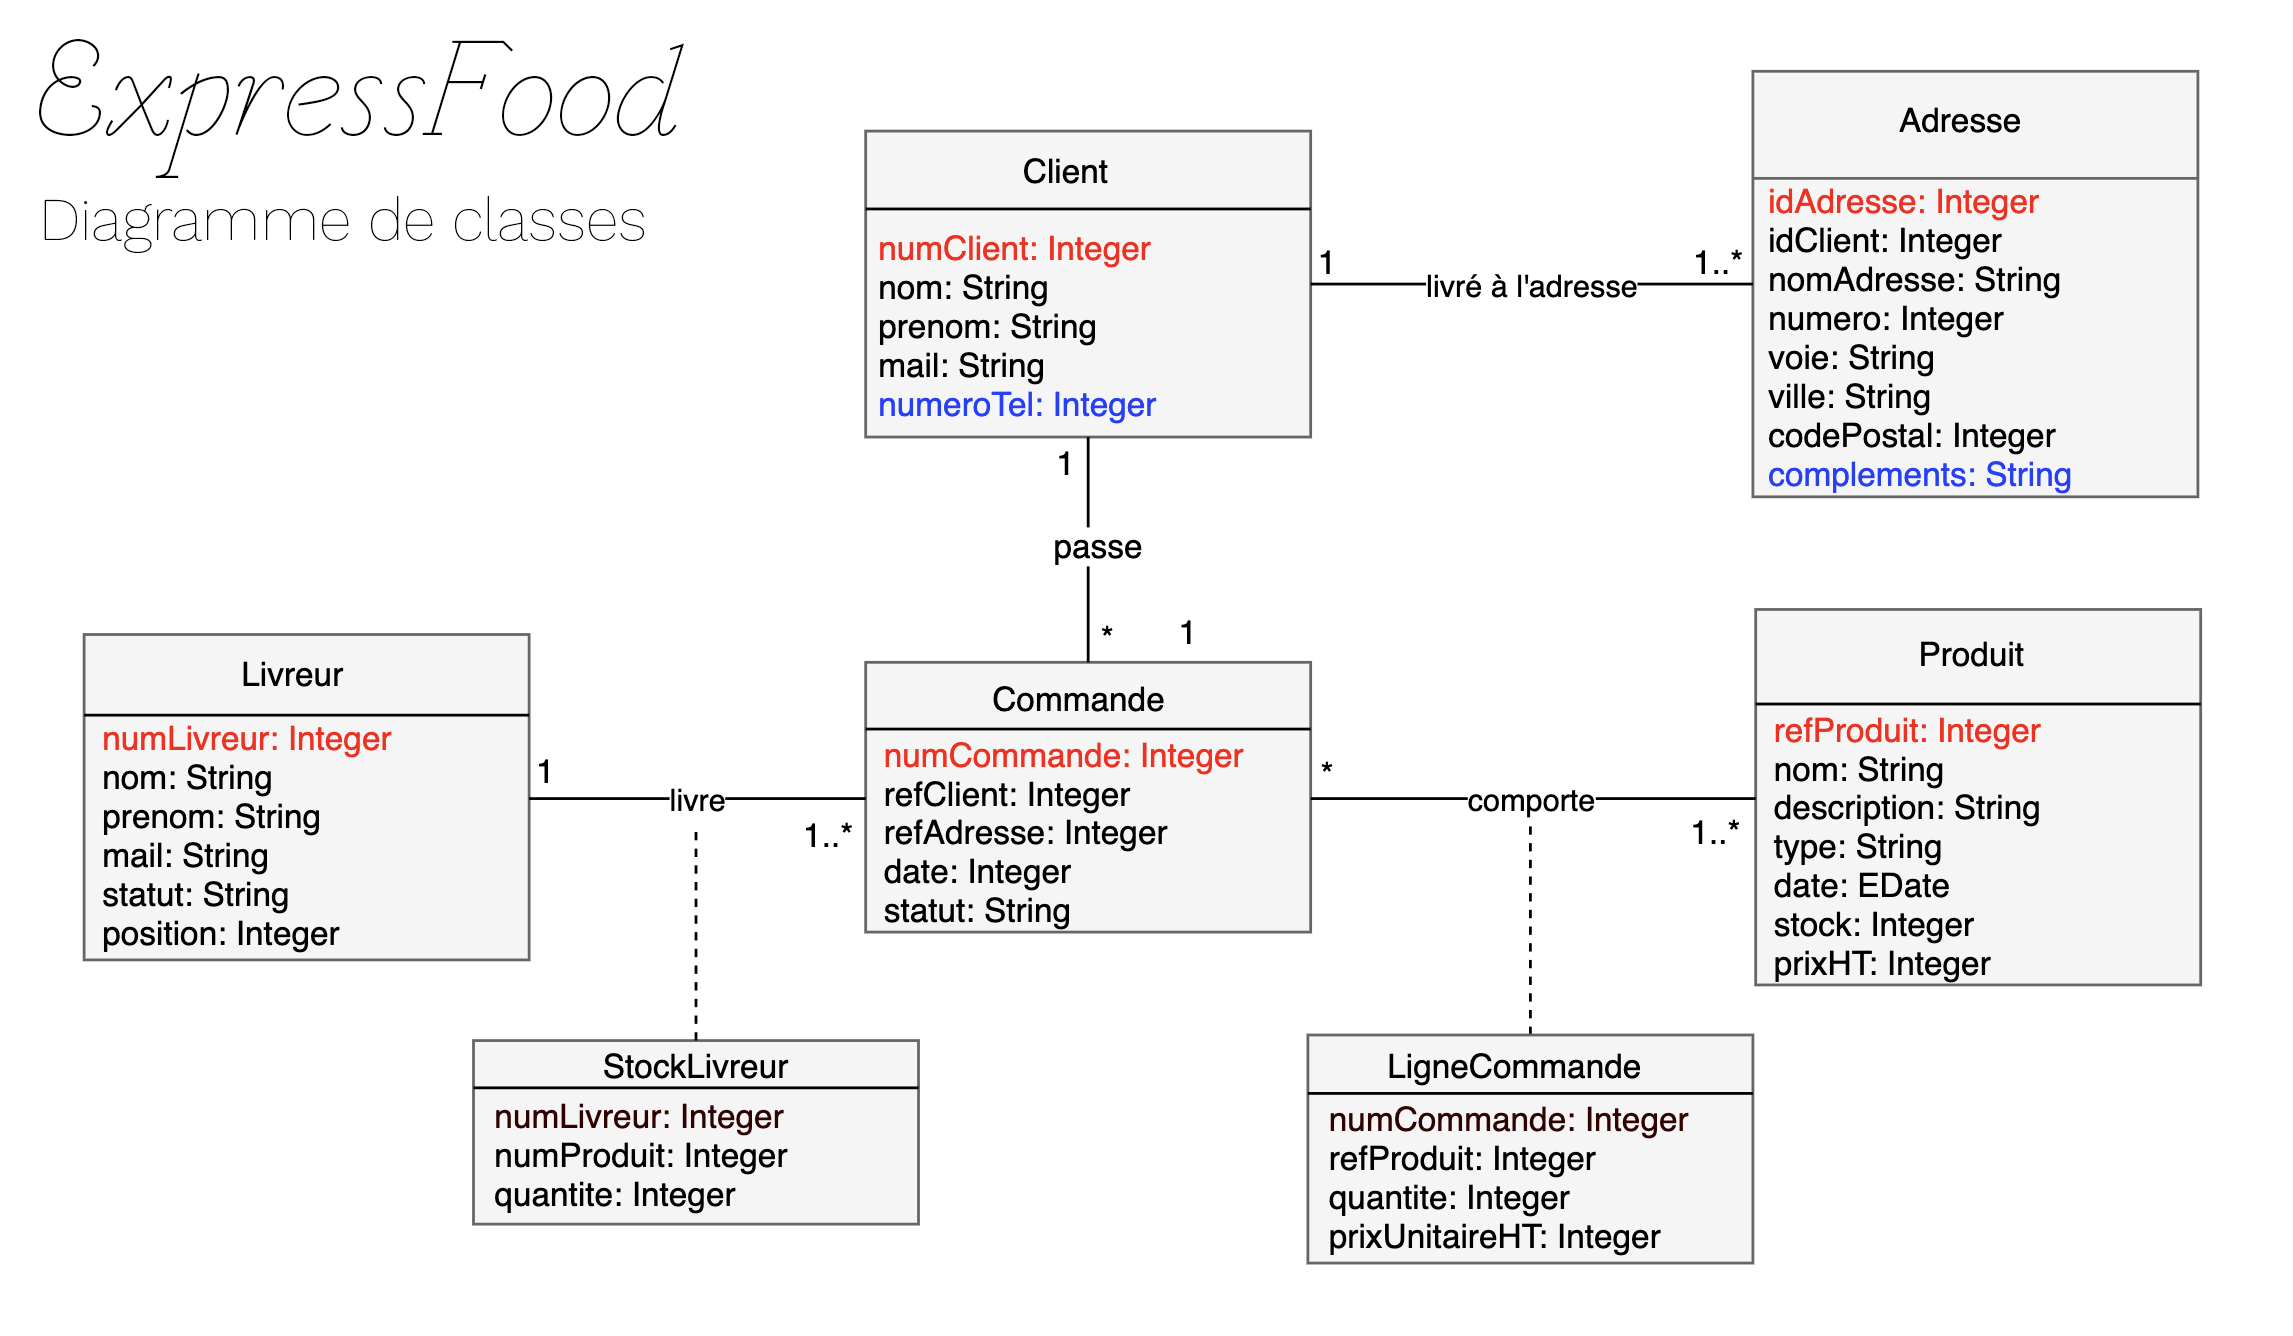 ExpressFood
Diagramme de classes
Client
numClient: Integer
nom: String
prenom: String
mail: String
numeroTel: Integer
1
livré à l'adresse
1..*
Adresse
idAdresse: Integer
idClient: Integer
nomAdresse: String
numero: Integer
voie: String
ville: String
codePostal: Integer
complements: String
1
passe
*
1
Livreur
numLivreur: Integer
nom: String
prenom: String
mail: String
statut: String
position: Integer
1
livre
1..*
Commande
numCommande: Integer
refClient: Integer
refAdresse: Integer
date: Integer
statut: String
*
comporte
1..*
Produit
refProduit: Integer
nom: String
description: String
type: String
date: EDate
stock: Integer
prixHT: Integer
StockLivreur
numLivreur: Integer
numProduit: Integer
quantite: Integer
LigneCommande
numCommande: Integer
refProduit: Integer
quantite: Integer
prixUnitaireHT: Integer